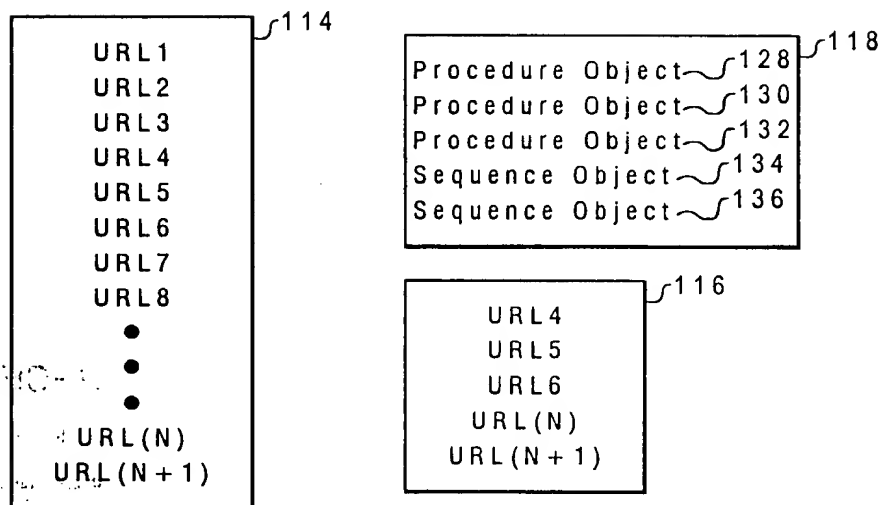 114
URL1
URL2
URL3
URL4
URL5
URL6
URL7
URL8
URL(N)
URL(N+1)
118
Procedure Object 128
Procedure Object 130
Procedure Object 132
Sequence Object 134
Sequence Object 136
116
URL4
URL5
URL6
URL(N)
URL(N+1)